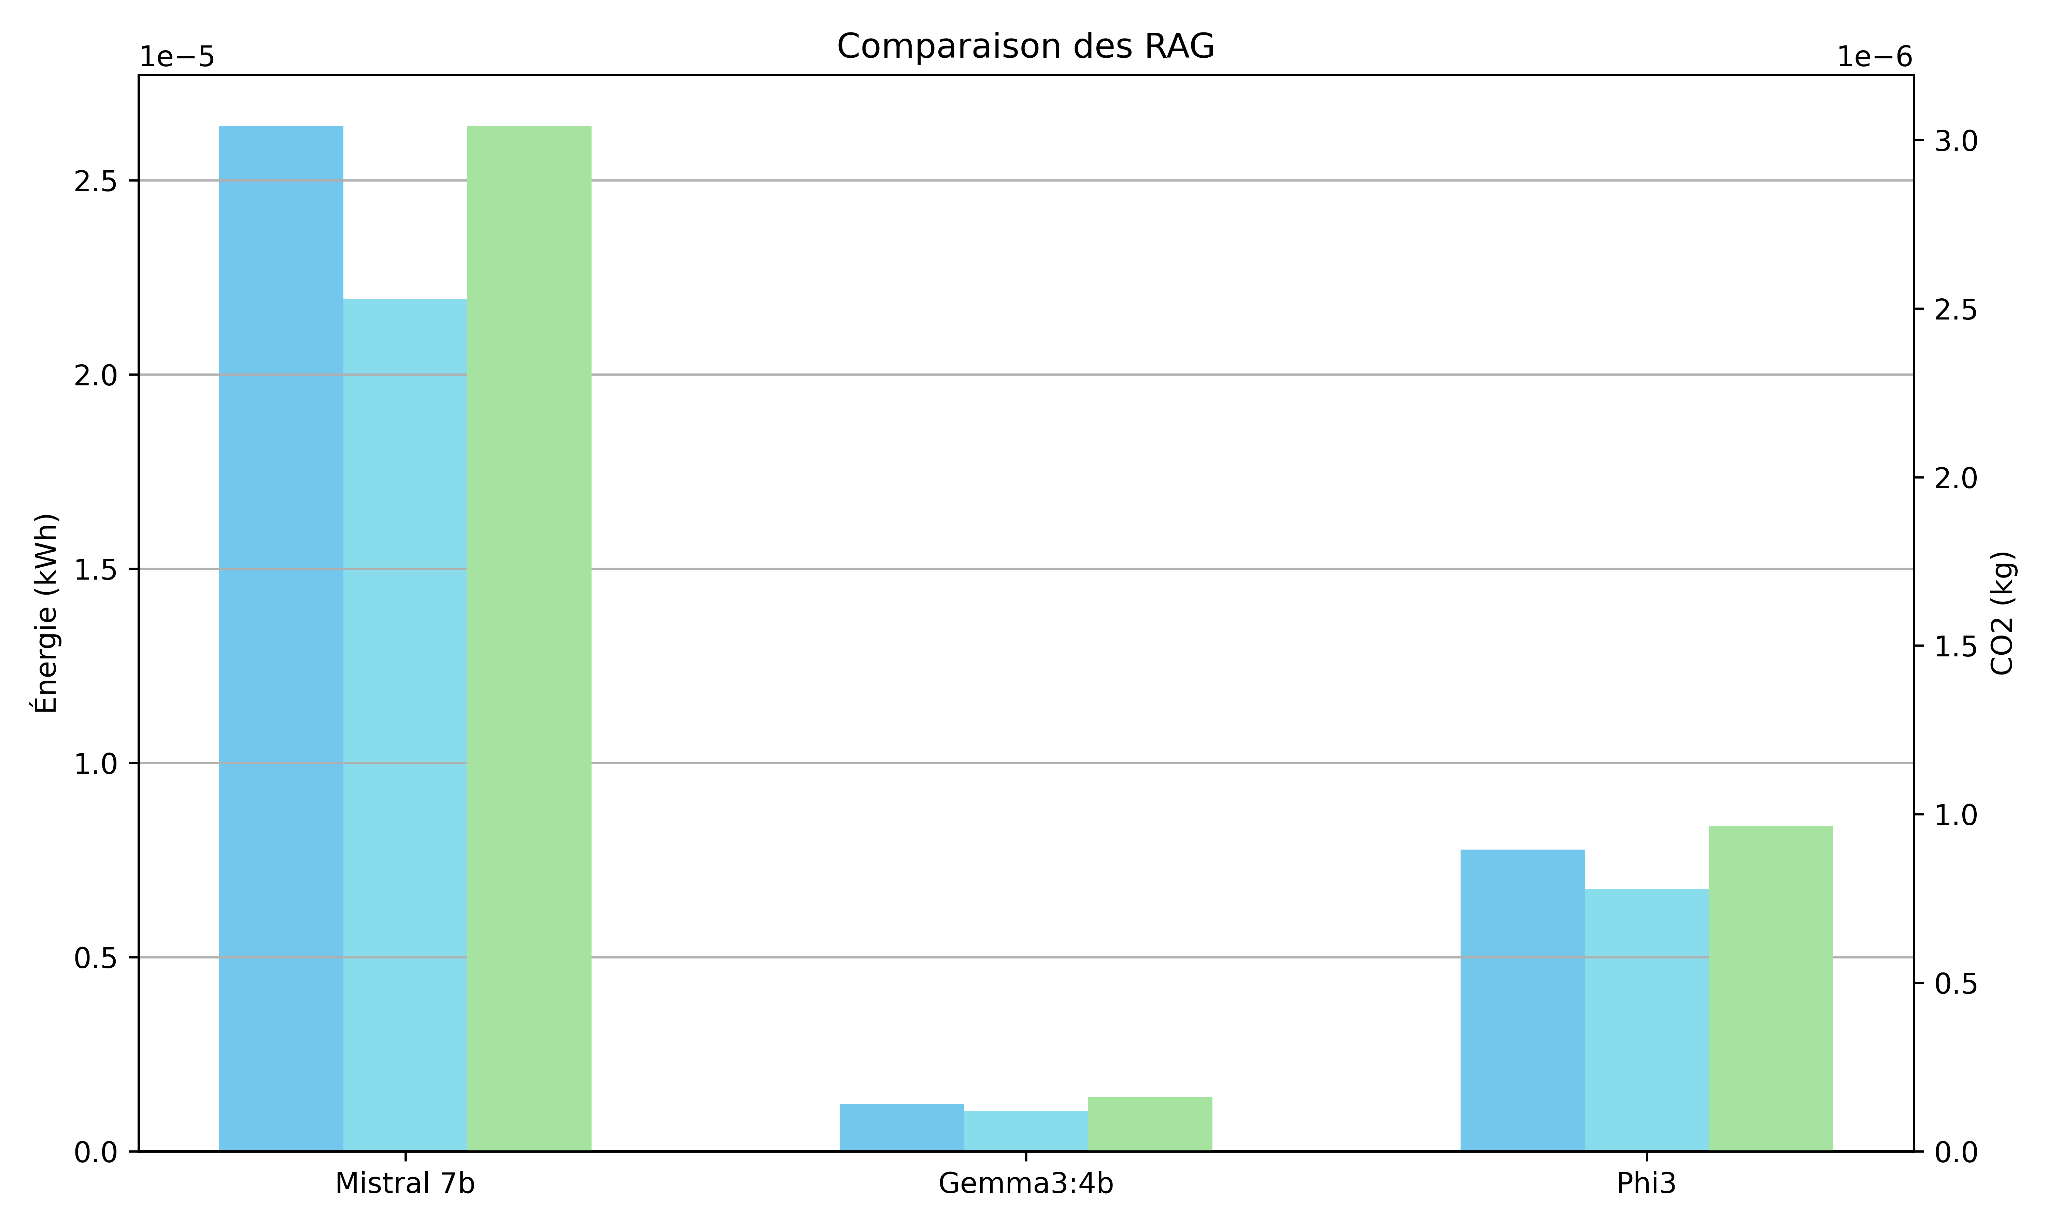 Comparaison des RAG
1e−5
1e−6
2.5
2.0
1.5
1.0
0.5
0.0
Énergie (kWh)
3.0
2.5
2.0
1.5
1.0
0.5
0.0
CO2 (kg)
Mistral 7b
Gemma3:4b
Phi3